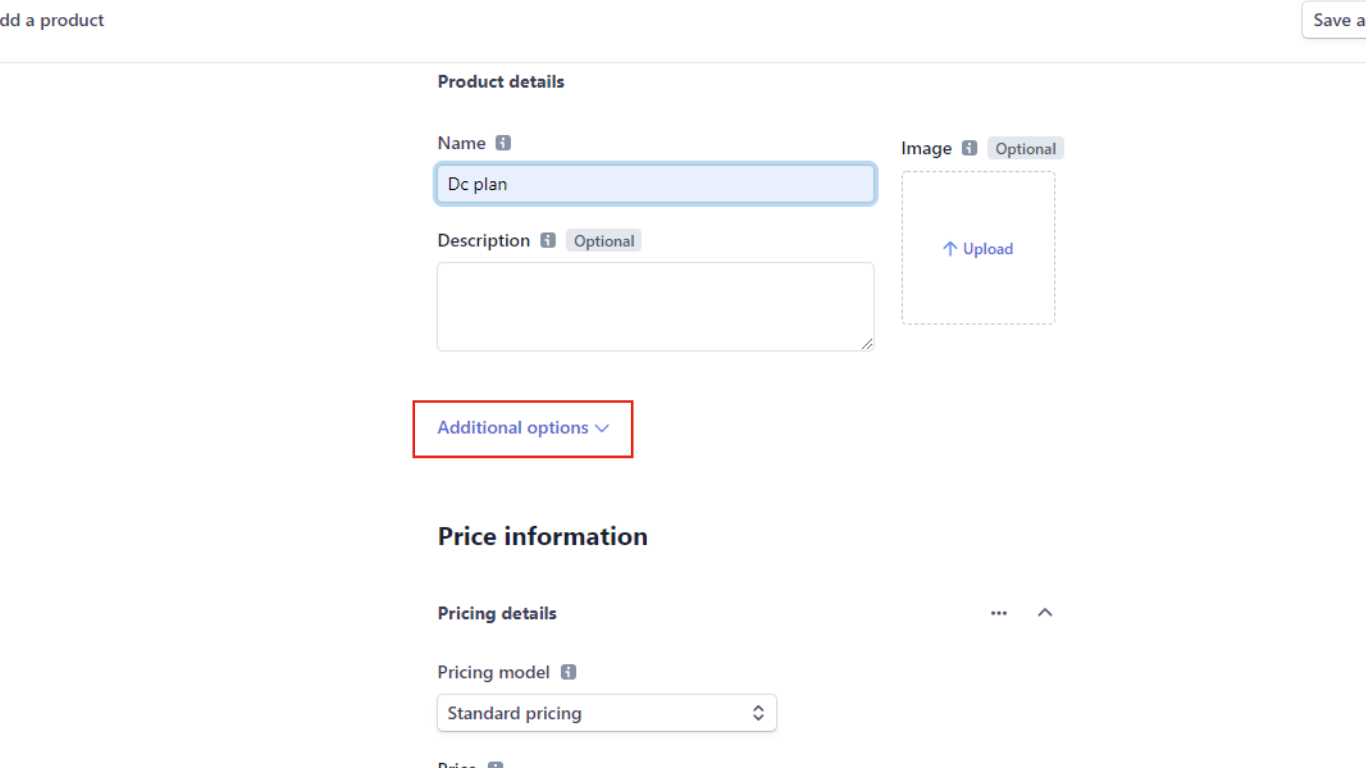 dd a product
Save a
Product details
Name
Image Optional
Dc plan
Description Optional
Upload
Additional options
Price information
Pricing details
Pricing model
Standard pricing
Price